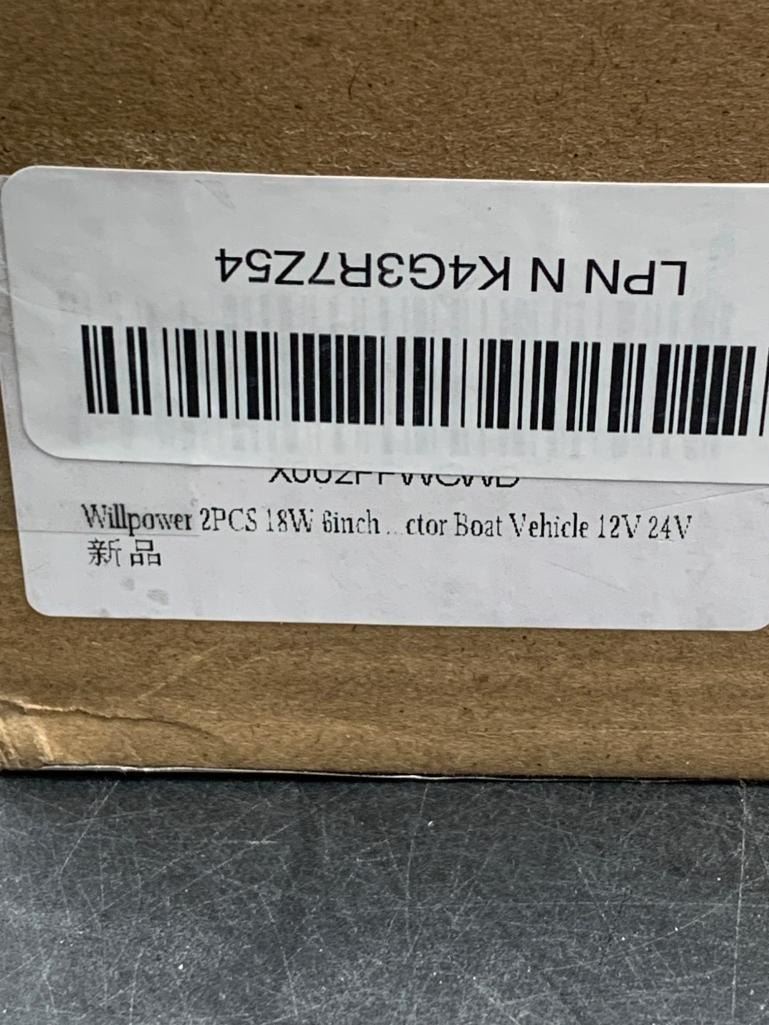 LPN N K4G3R7Z54
Willpower 2PCS 18W 6inch ... ctor Boat Vehicle 12V 24V
新品